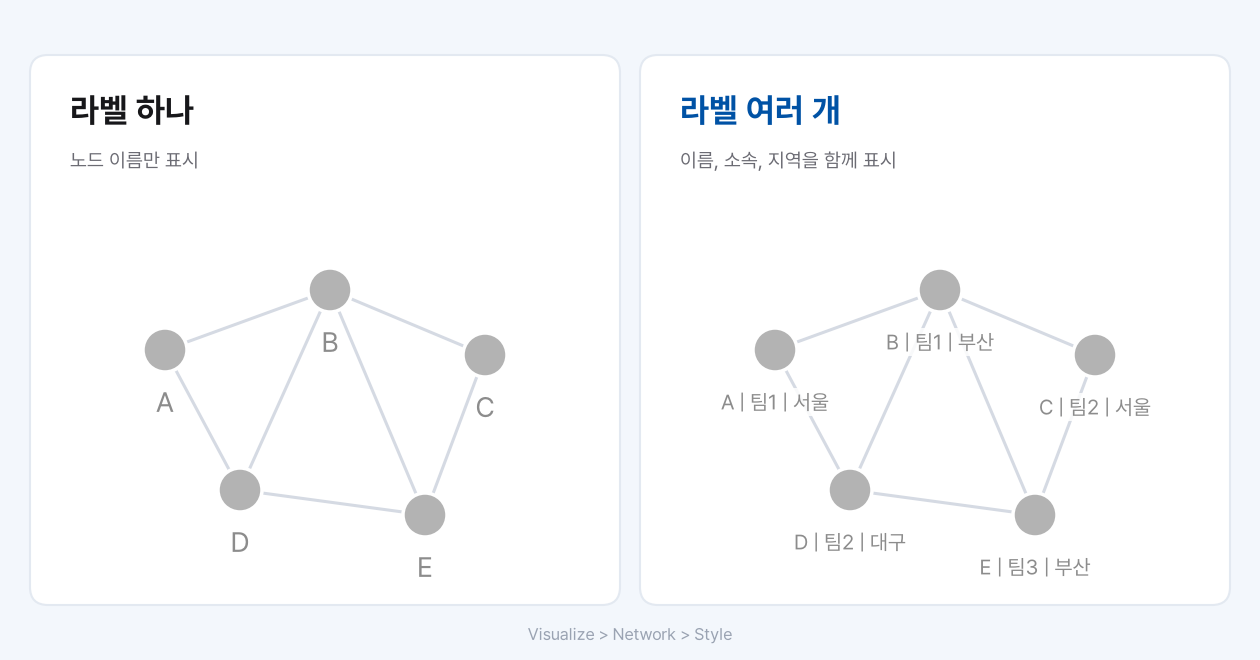 라벨 하나
노드 이름만 표시
B
A
C
D
E
라벨 여러 개
이름, 소속, 지역을 함께 표시
B | 팀1 | 부산
A | 팀1 | 서울
C | 팀2 | 서울
D | 팀2 | 대구
E | 팀3 | 부산
Visualize > Network > Style